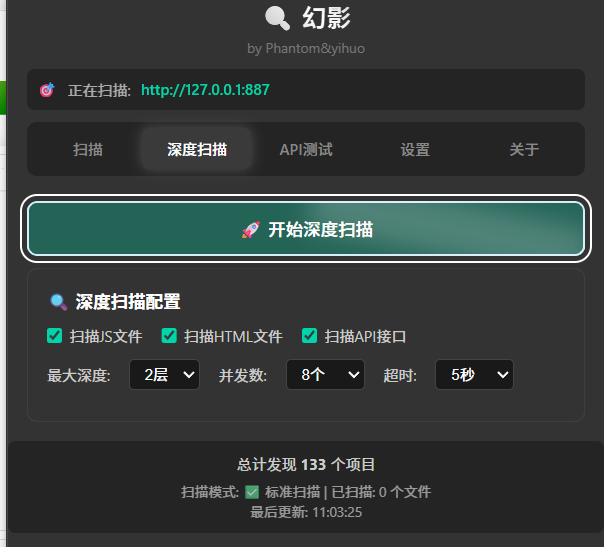 幻影
by Phantom&yihuo
正在扫描: http://127.0.0.1:887
扫描 深度扫描 API测试 设置 关于
开始深度扫描
深度扫描配置
扫描JS文件 扫描HTML文件 扫描API接口
最大深度: 2层 并发数: 8个 超时: 5秒
总计发现 133 个项目
扫描模式: ✅ 标准扫描 | 已扫描: 0 个文件
最后更新: 11:03:25